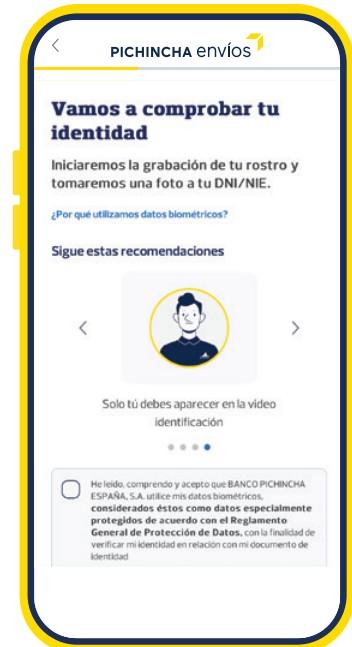 PICHINCHA envíos
Vamos a comprobar tu
identidad
Iniciaremos la grabación de tu rostro y
tomaremos una foto a tu DNI/NIE.
¿Por qué utilizamos datos biométricos?
Sigue estas recomendaciones
Solo tú debes aparecer en la video
identificación
He leído, comprendo y acepto que BANCO PICHINCHA
ESPAÑA, S.A. utilice mis datos biométricos,
considerados éstos como datos especialmente
protegidos de acuerdo con el Reglamento
General de Protección de Datos, con la finalidad de
verificar mi identidad en relación con mi documento de
identidad